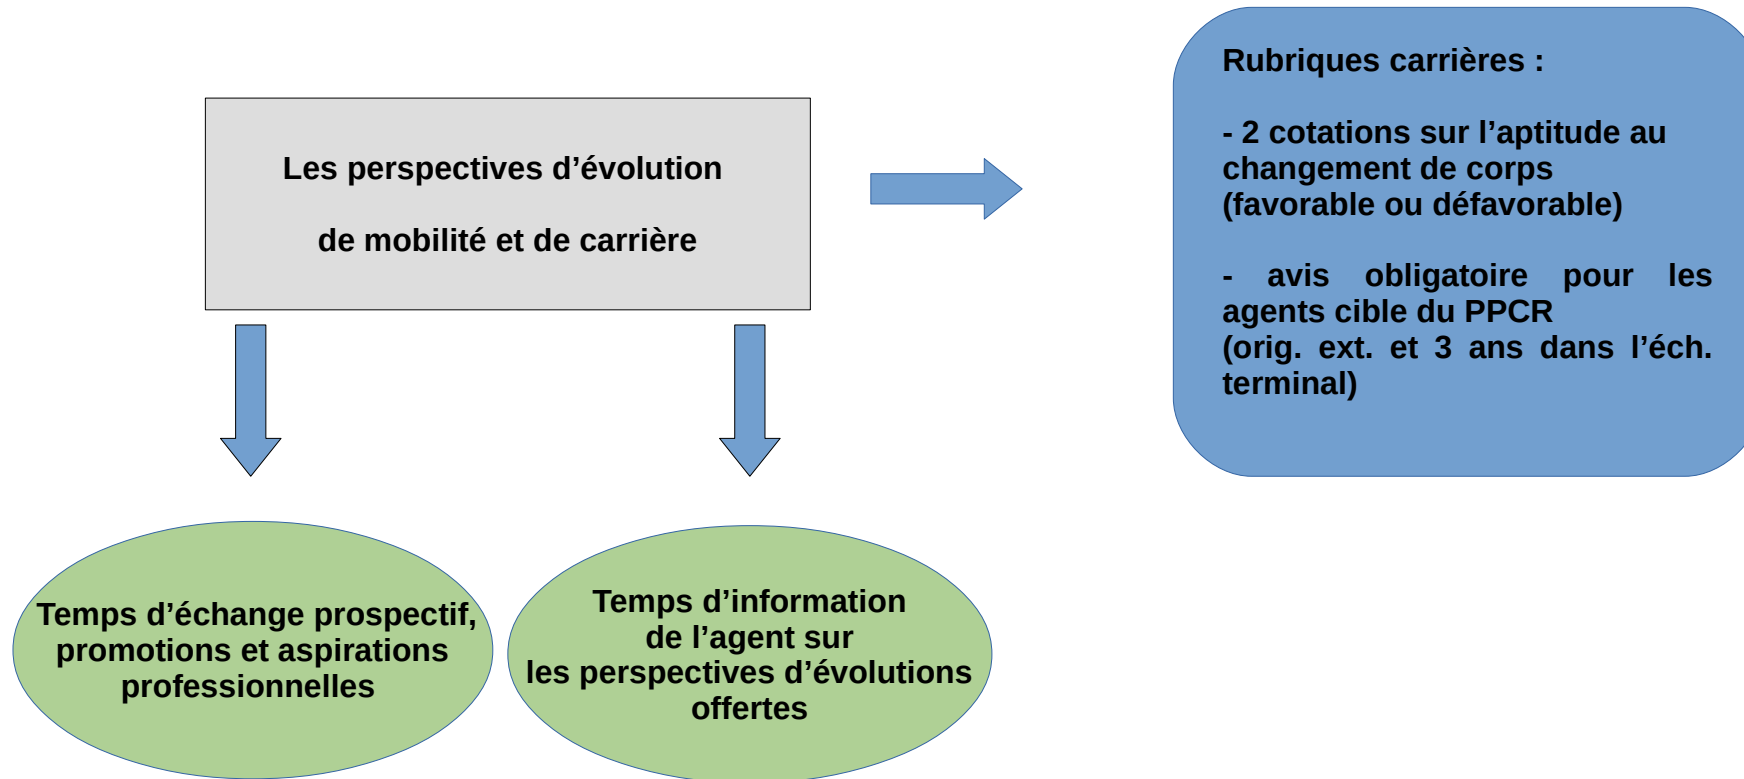 Les perspectives d’évolution
de mobilité et de carrière
Rubriques carrières :
- 2 cotations sur l’aptitude au
changement de corps
(favorable ou défavorable)
- avis obligatoire pour les
agents cible du PPCR
(orig. ext. et 3 ans dans l’éch.
terminal)
Temps d’échange prospectif,
promotions et aspirations
professionnelles
Temps d’information
de l’agent sur
les perspectives d’évolutions
offertes